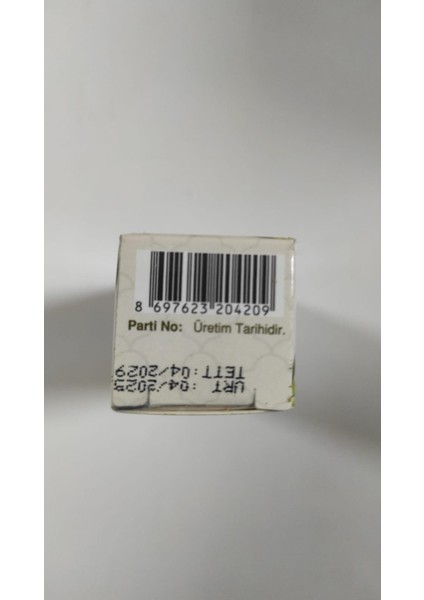 8 697623 204209
Parti No: Üretim Tarihidir.
ÜRT :04/2025
TETT:04/2029